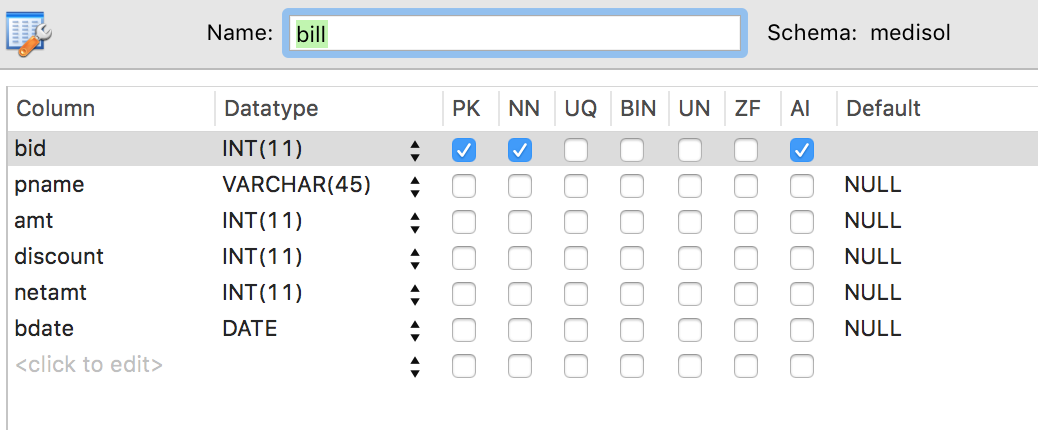 Name: bill Schema: medisol
Column Datatype PK NN UQ BIN UN ZF AI Default
bid INT(11)
pname VARCHAR(45) NULL
amt INT(11) NULL
discount INT(11) NULL
netamt INT(11) NULL
bdate DATE NULL
<click to edit>